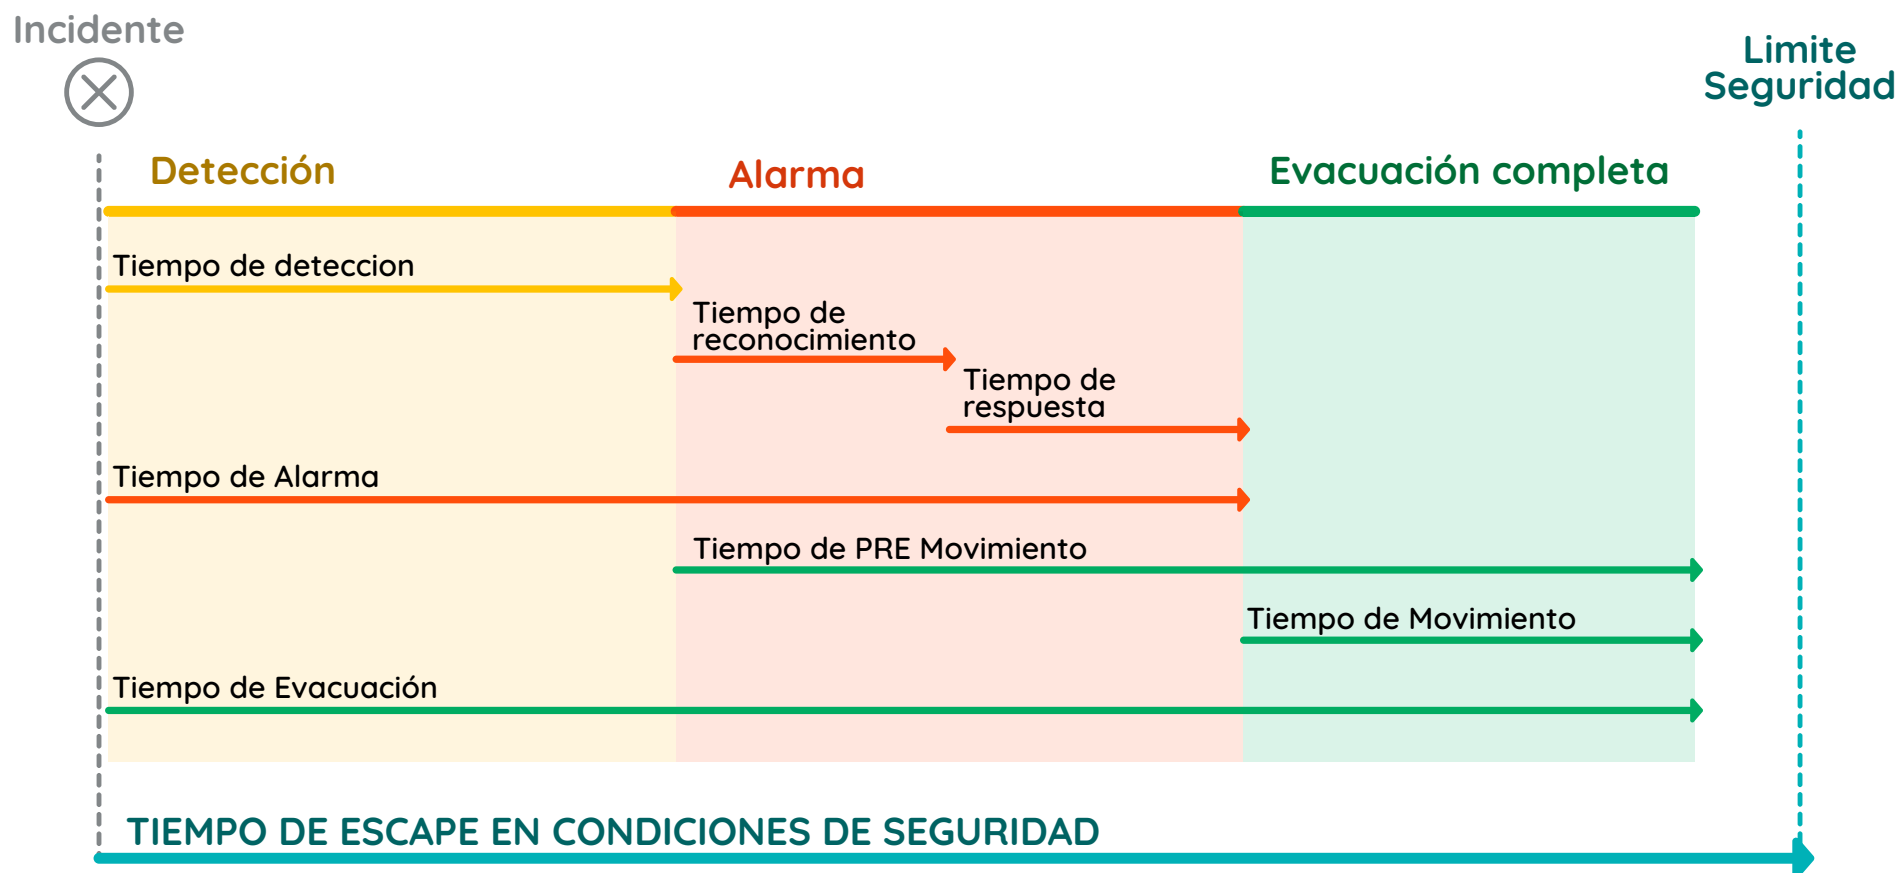 Incidente
Limite
Seguridad
Detección
Alarma
Evacuación completa
Tiempo de deteccion
Tiempo de
reconocimiento
Tiempo de
respuesta
Tiempo de Alarma
Tiempo de PRE Movimiento
Tiempo de Movimiento
Tiempo de Evacuación
TIEMPO DE ESCAPE EN CONDICIONES DE SEGURIDAD